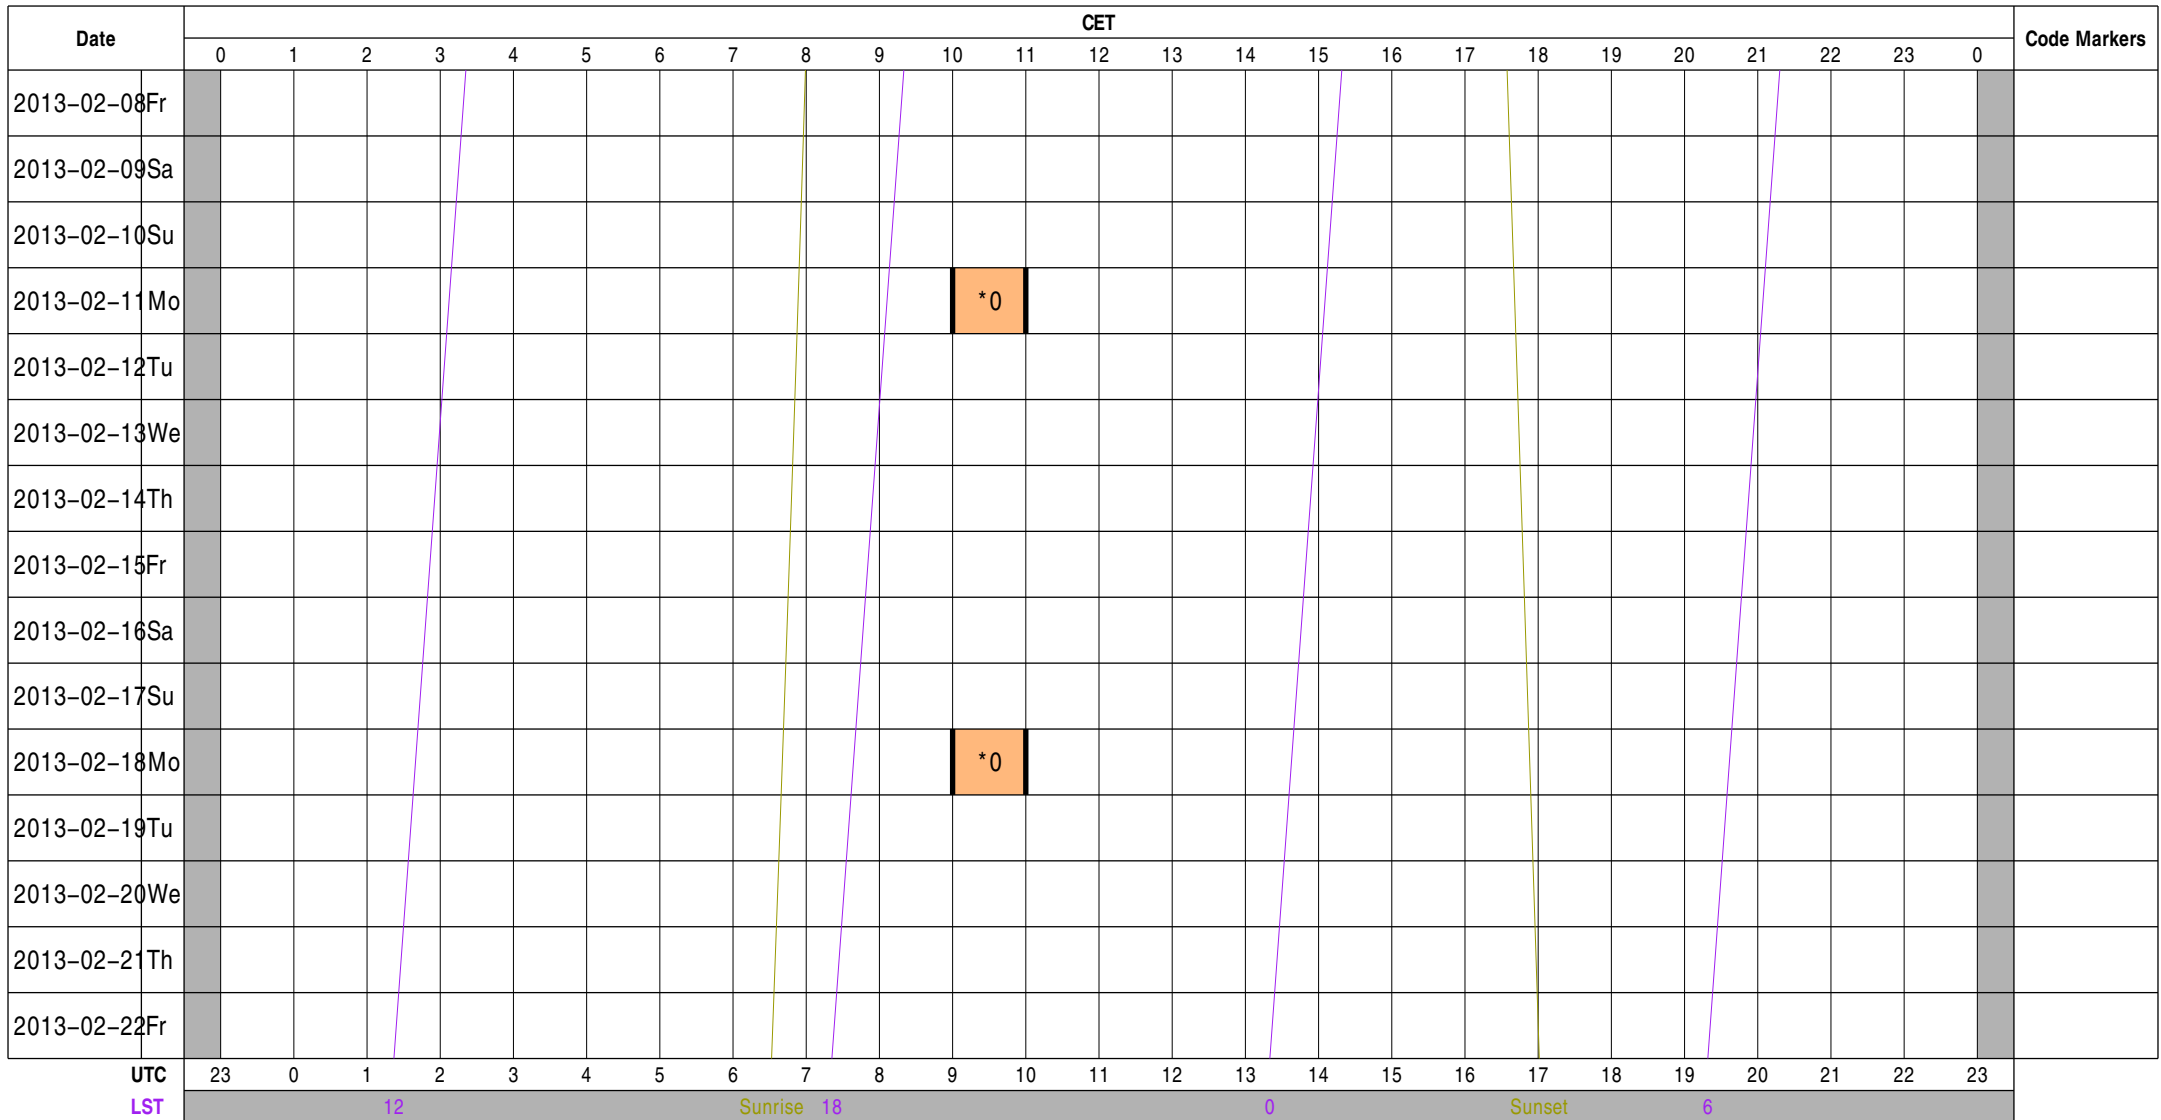 Date CET Code Markers
0 1 2 3 4 5 6 7 8 9 10 11 12 13 14 15 16 17 18 19 20 21 22 23 0
2013-02-08Fr
2013-02-09Sa
2013-02-10Su
2013-02-11Mo *0
2013-02-12Tu
2013-02-13We
2013-02-14Th
2013-02-15Fr
2013-02-16Sa
2013-02-17Su
2013-02-18Mo *0
2013-02-19Tu
2013-02-20We
2013-02-21Th
2013-02-22Fr
UTC 23 0 1 2 3 4 5 6 7 8 9 10 11 12 13 14 15 16 17 18 19 20 21 22 23
LST 12 Sunrise 18 0 Sunset 6